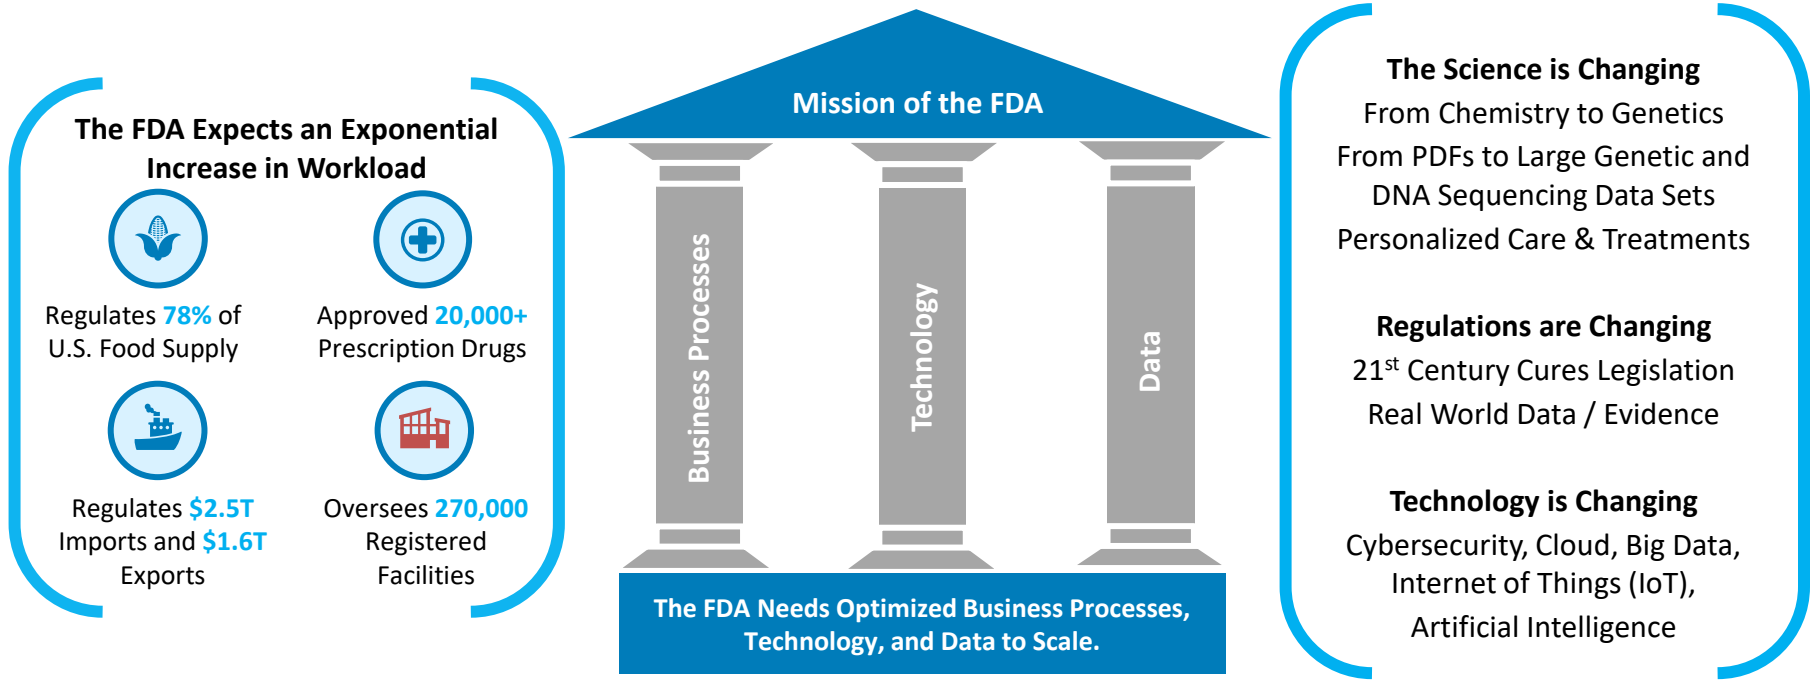 The FDA Expects an Exponential
Increase in Workload
Regulates 78% of
U.S. Food Supply
Approved 20,000+
Prescription Drugs
Regulates $2.5T
Imports and $1.6T
Exports
Oversees 270,000
Registered
Facilities
Mission of the FDA
Business Processes
Technology
Data
The FDA Needs Optimized Business Processes,
Technology, and Data to Scale.
The Science is Changing
From Chemistry to Genetics
From PDFs to Large Genetic and
DNA Sequencing Data Sets
Personalized Care & Treatments
Regulations are Changing
21st Century Cures Legislation
Real World Data / Evidence
Technology is Changing
Cybersecurity, Cloud, Big Data,
Internet of Things (IoT),
Artificial Intelligence